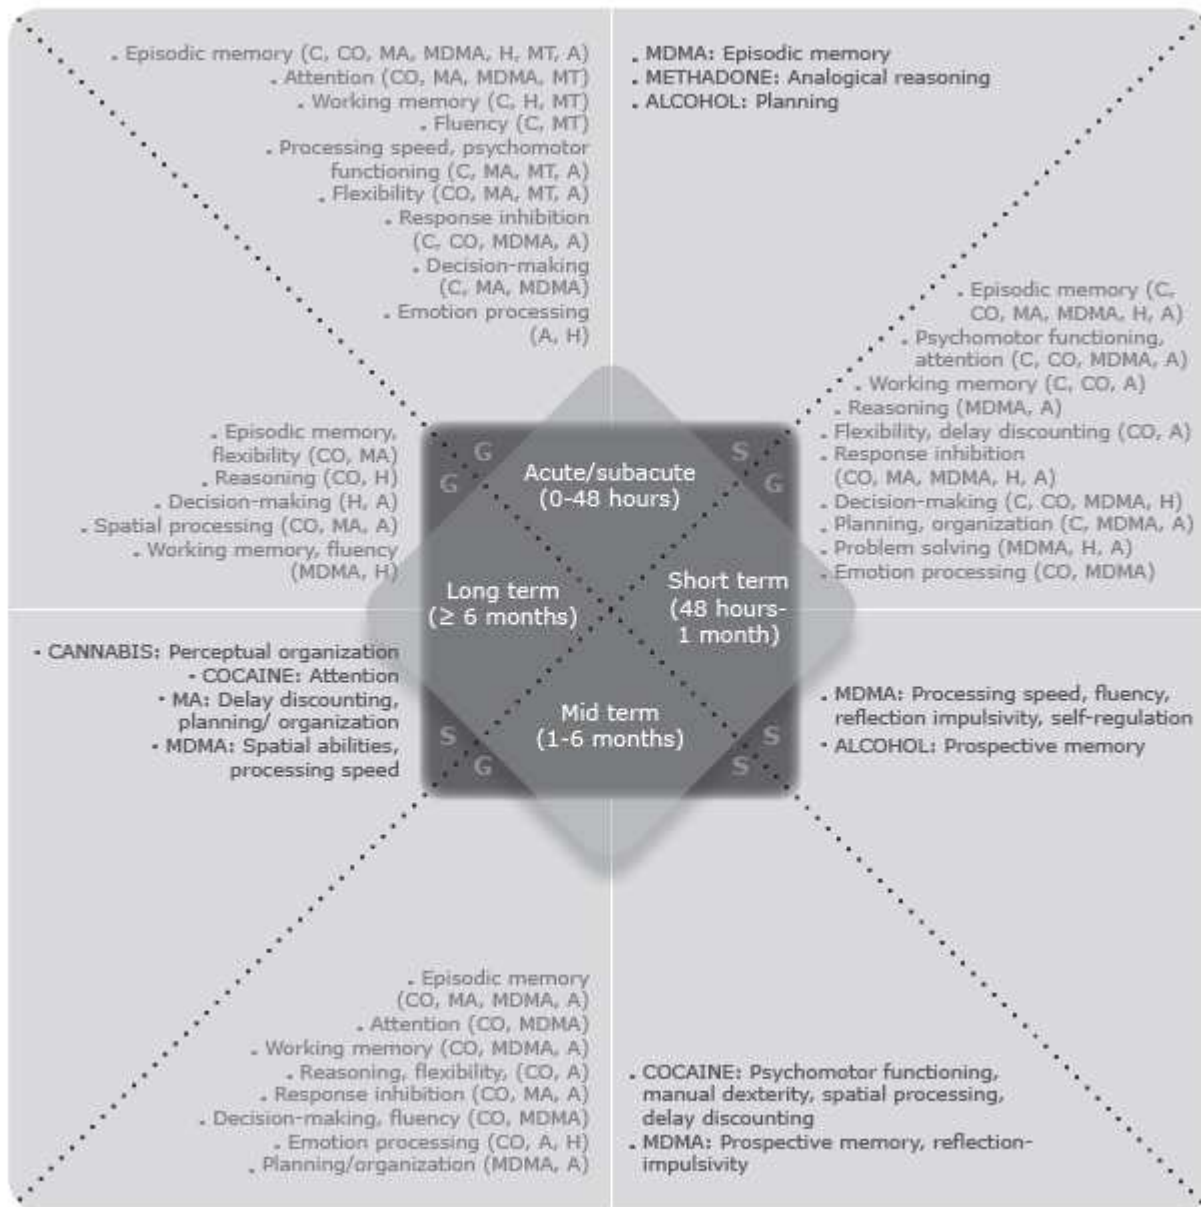 . Episodic memory (C, CO, MA, MDMA, H, MT, A)
. Attention (CO, MA, MDMA, MT)
. Working memory (C, H, MT)
. Fluency (C, MT)
. Processing speed, psychomotor
functioning (C, MA, MT, A)
. Flexibility (CO, MA, MT, A)
. Response inhibition
(C, CO, MDMA, A)
. Decision-making
(C, MA, MDMA)
. Emotion processing
(A, H)
. MDMA: Episodic memory
. METHADONE: Analogical reasoning
. ALCOHOL: Planning
. Episodic memory (C,
CO, MA, MDMA, H, A)
. Psychomotor functioning,
attention (C, CO, MDMA, A)
. Working memory (C, CO, A)
. Reasoning (MDMA, A)
. Flexibility, delay discounting (CO, A)
. Response inhibition
(CO, MA, MDMA, H, A)
. Decision-making (C, CO, MDMA, H)
. Planning, organization (C, MDMA, A)
. Problem solving (MDMA, H, A)
. Emotion processing (CO, MDMA)
. Episodic memory,
flexibility (CO, MA)
. Reasoning (CO, H)
. Decision-making (H, A)
. Spatial processing (CO, MA, A)
. Working memory, fluency
(MDMA, H)
G
G
S
G
Acute/subacute
(0-48 hours)
Long term
(≥ 6 months)
Short term
(48 hours-
1 month)
Mid term
(1-6 months)
S
G
S
S
• CANNABIS: Perceptual organization
• COCAINE: Attention
• MA: Delay discounting,
planning/ organization
• MDMA: Spatial abilities,
processing speed
. MDMA: Processing speed, fluency,
reflection impulsivity, self-regulation
• ALCOHOL: Prospective memory
. Episodic memory
(CO, MA, MDMA, A)
. Attention (CO, MDMA)
. Working memory (CO, MDMA, A)
. Reasoning, flexibility, (CO, A)
. Response inhibition (CO, MA, A)
. Decision-making, fluency (CO, MDMA)
. Emotion processing (CO, A, H)
. Planning/organization (MDMA, A)
. COCAINE: Psychomotor functioning,
manual dexterity, spatial processing,
delay discounting
. MDMA: Prospective memory, reflection-
impulsivity